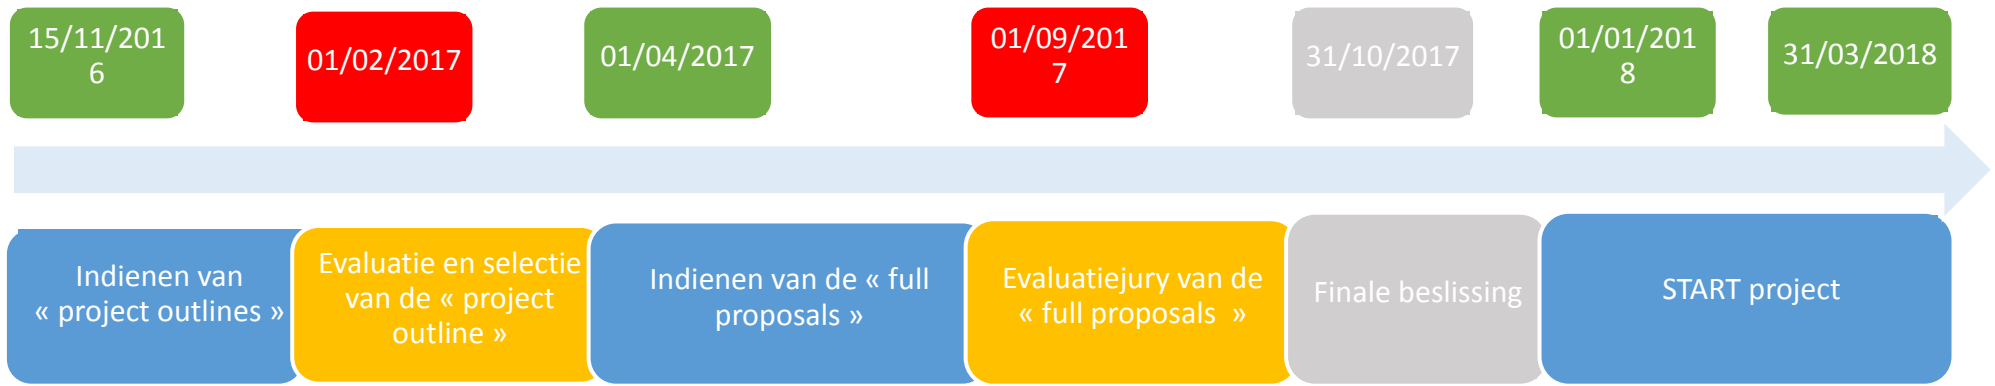 15/11/201
6
01/02/2017
01/04/2017
01/09/201
7
31/10/2017
01/01/201
8
31/03/2018
Indienen van
« project outlines »
Evaluatie en selectie
van de « project
outline »
Indienen van de « full
proposals »
Evaluatiejury van de
« full proposals  »
Finale beslissing
START project